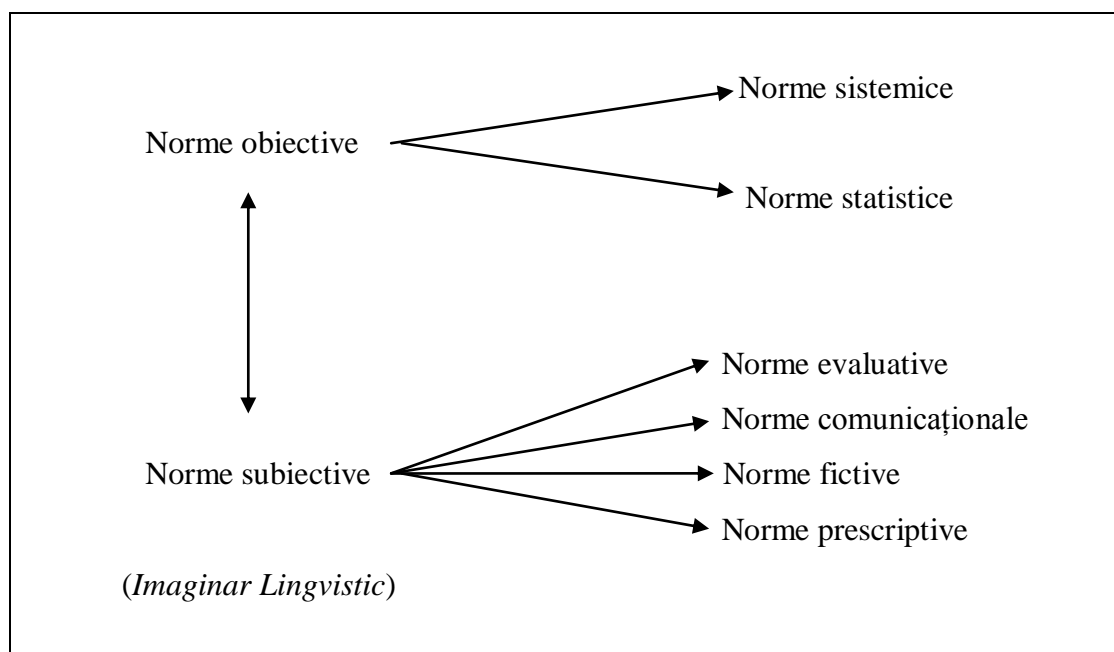 Norme sistemice
Norme obiective
Norme statistice
Norme evaluative
Norme comunicaționale
Norme subiective
Norme fictive
Norme prescriptive
(Imaginar Lingvistic)